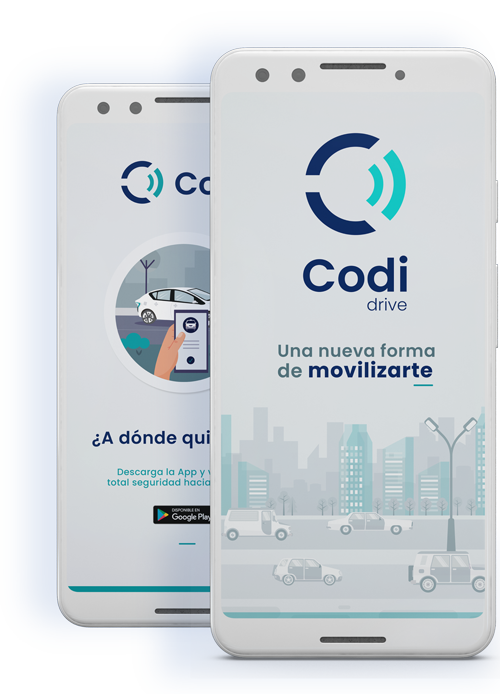 Codi
drive
Una nueva forma
de movilizarte
Co
¿A dónde qui
Descarga la App y
total seguridad hacia
DISPONIBLE EN
Google Play